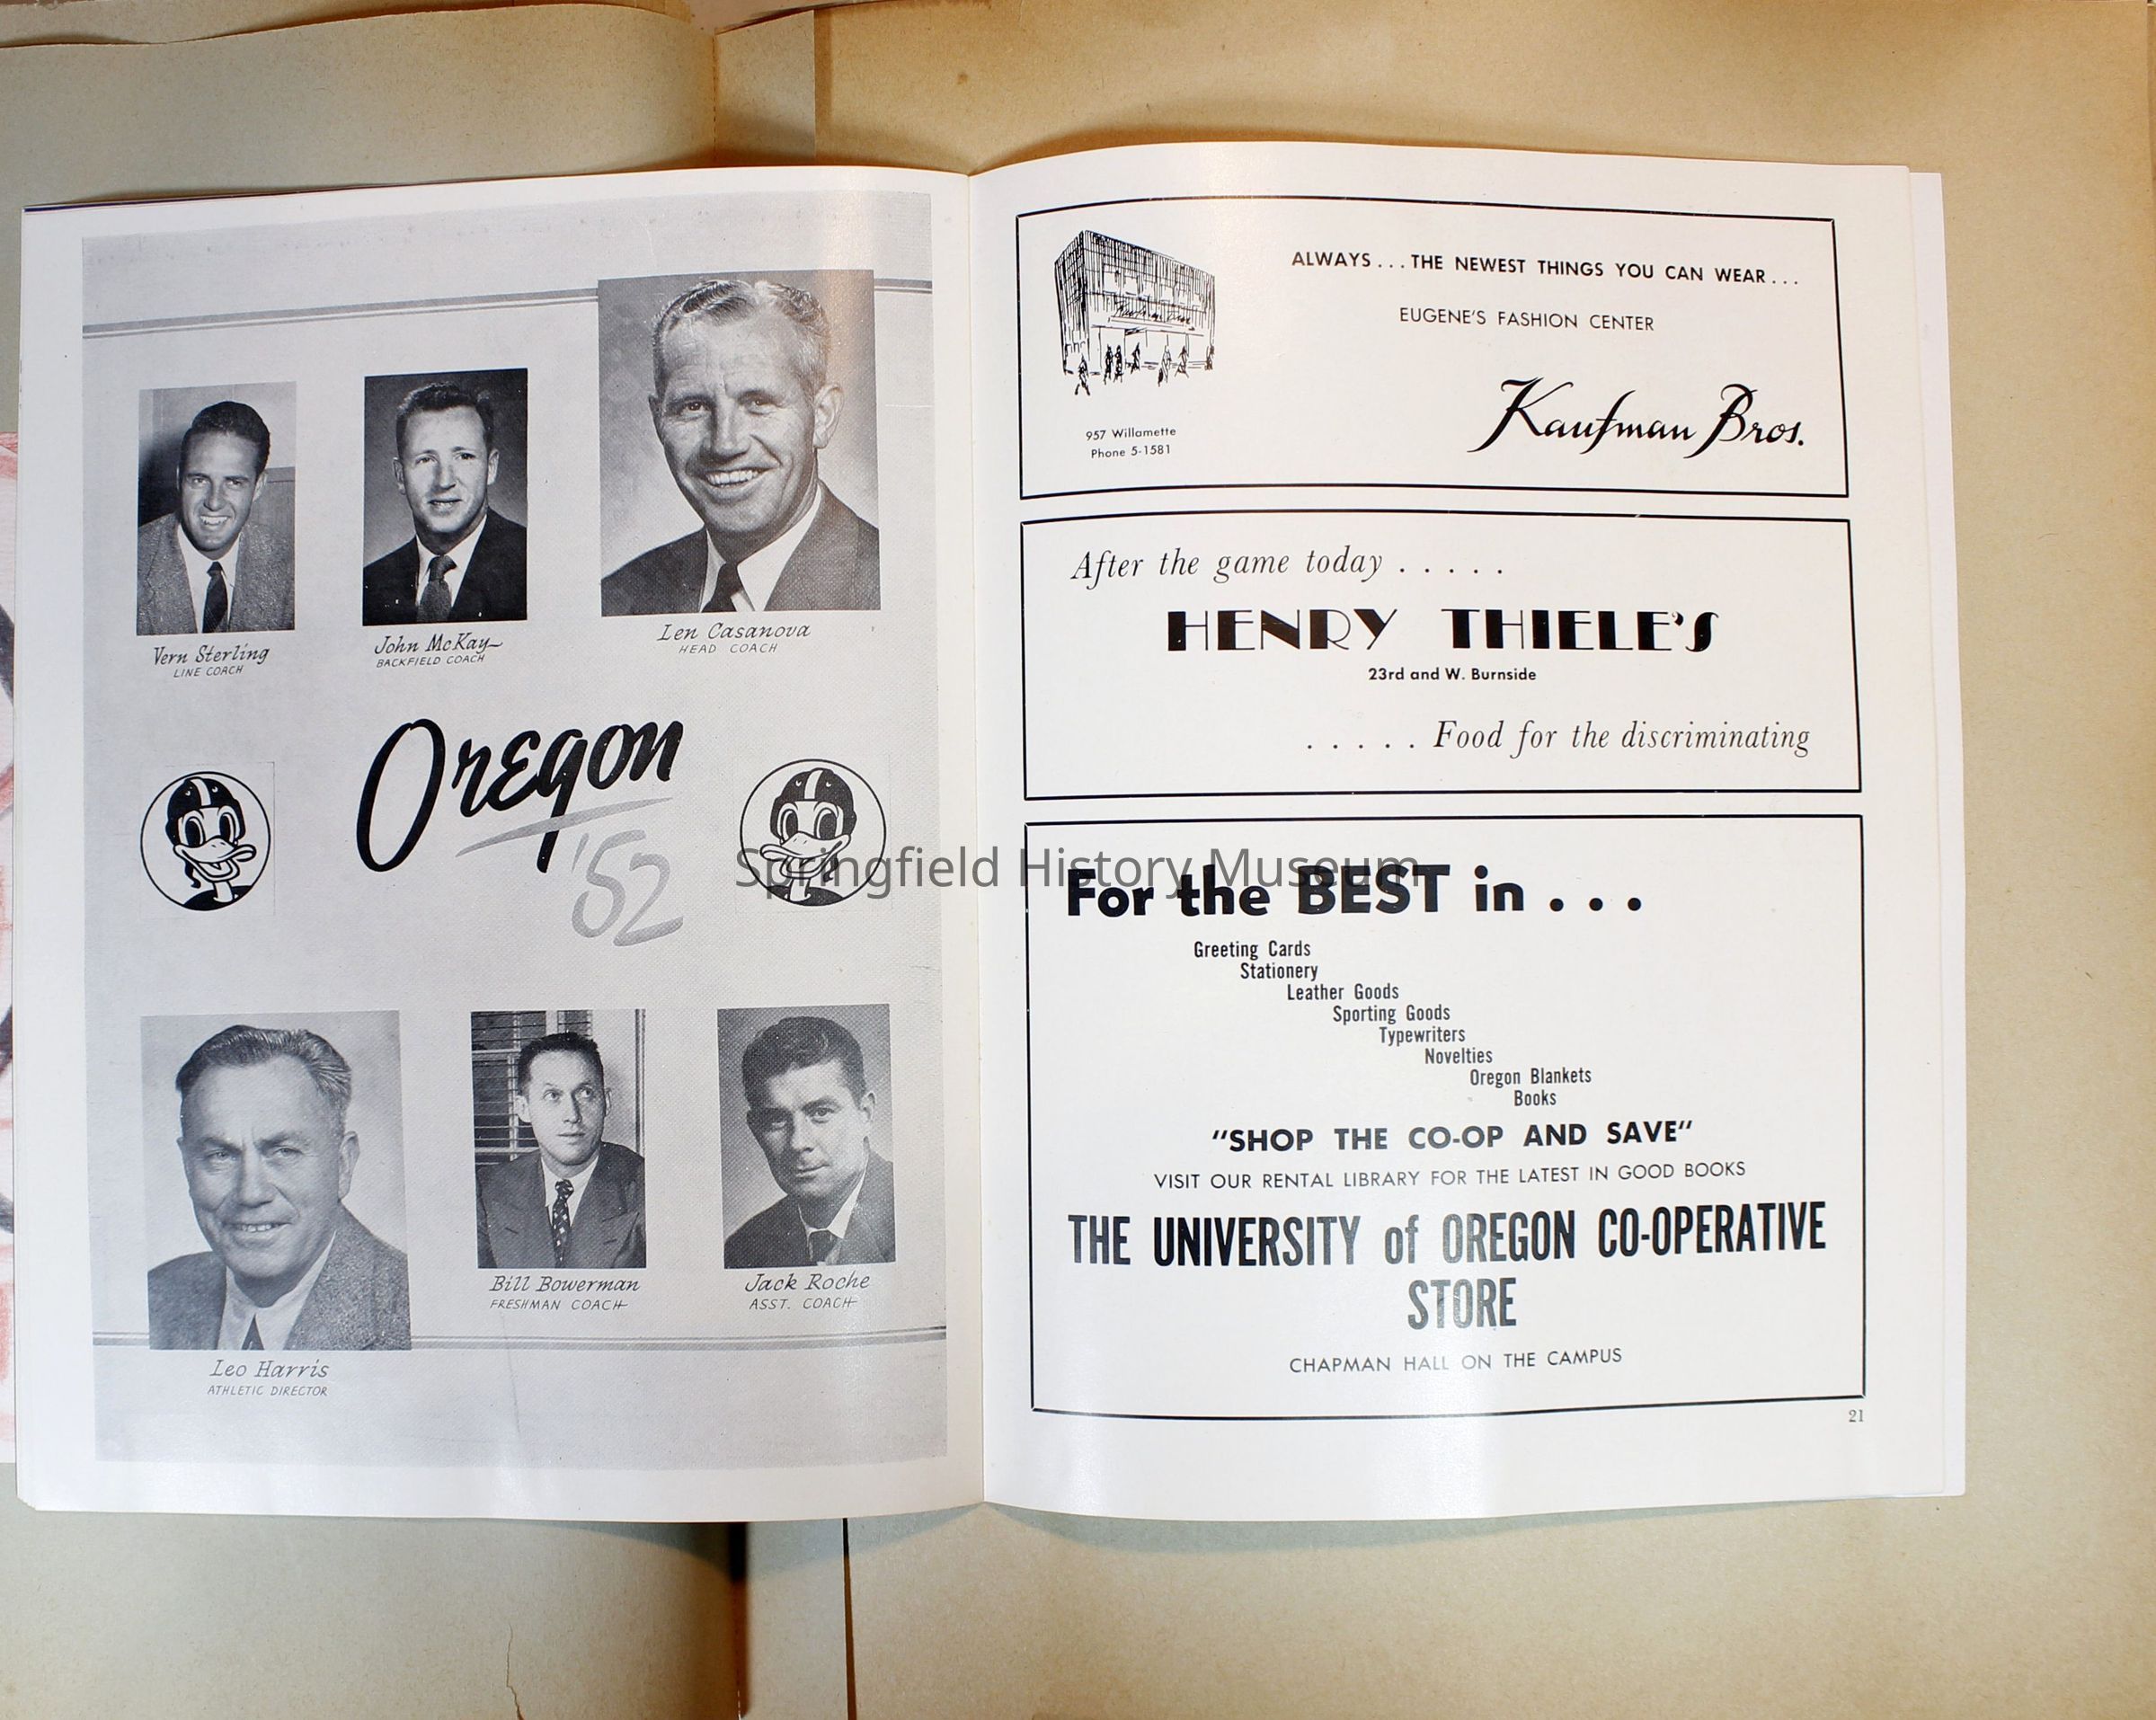 Vern Sterling
LINE COACH
John McKay
BACKFIELD COACH
Len Casanova
HEAD COACH
Oregon
'52
Leo Harris
ATHLETIC DIRECTOR
Bill Bowerman
FRESHMAN COACH
Jack Roche
ASST. COACH
ALWAYS . . . THE NEWEST THINGS YOU CAN WEAR . . .
EUGENE'S FASHION CENTER
Kaufman Bros.
957 Willamette
Phone 5-1581
After the game today . . . . .
HENRY THIELE'S
23rd and W. Burnside
. . . . . Food for the discriminating
Springfield History Museum
For the BEST in . . .
Greeting Cards
Stationery
Leather Goods
Sporting Goods
Typewriters
Novelties
Oregon Blankets
Books
"SHOP THE CO-OP AND SAVE"
VISIT OUR RENTAL LIBRARY FOR THE LATEST IN GOOD BOOKS
THE UNIVERSITY of OREGON CO-OPERATIVE
STORE
CHAPMAN HALL ON THE CAMPUS
21